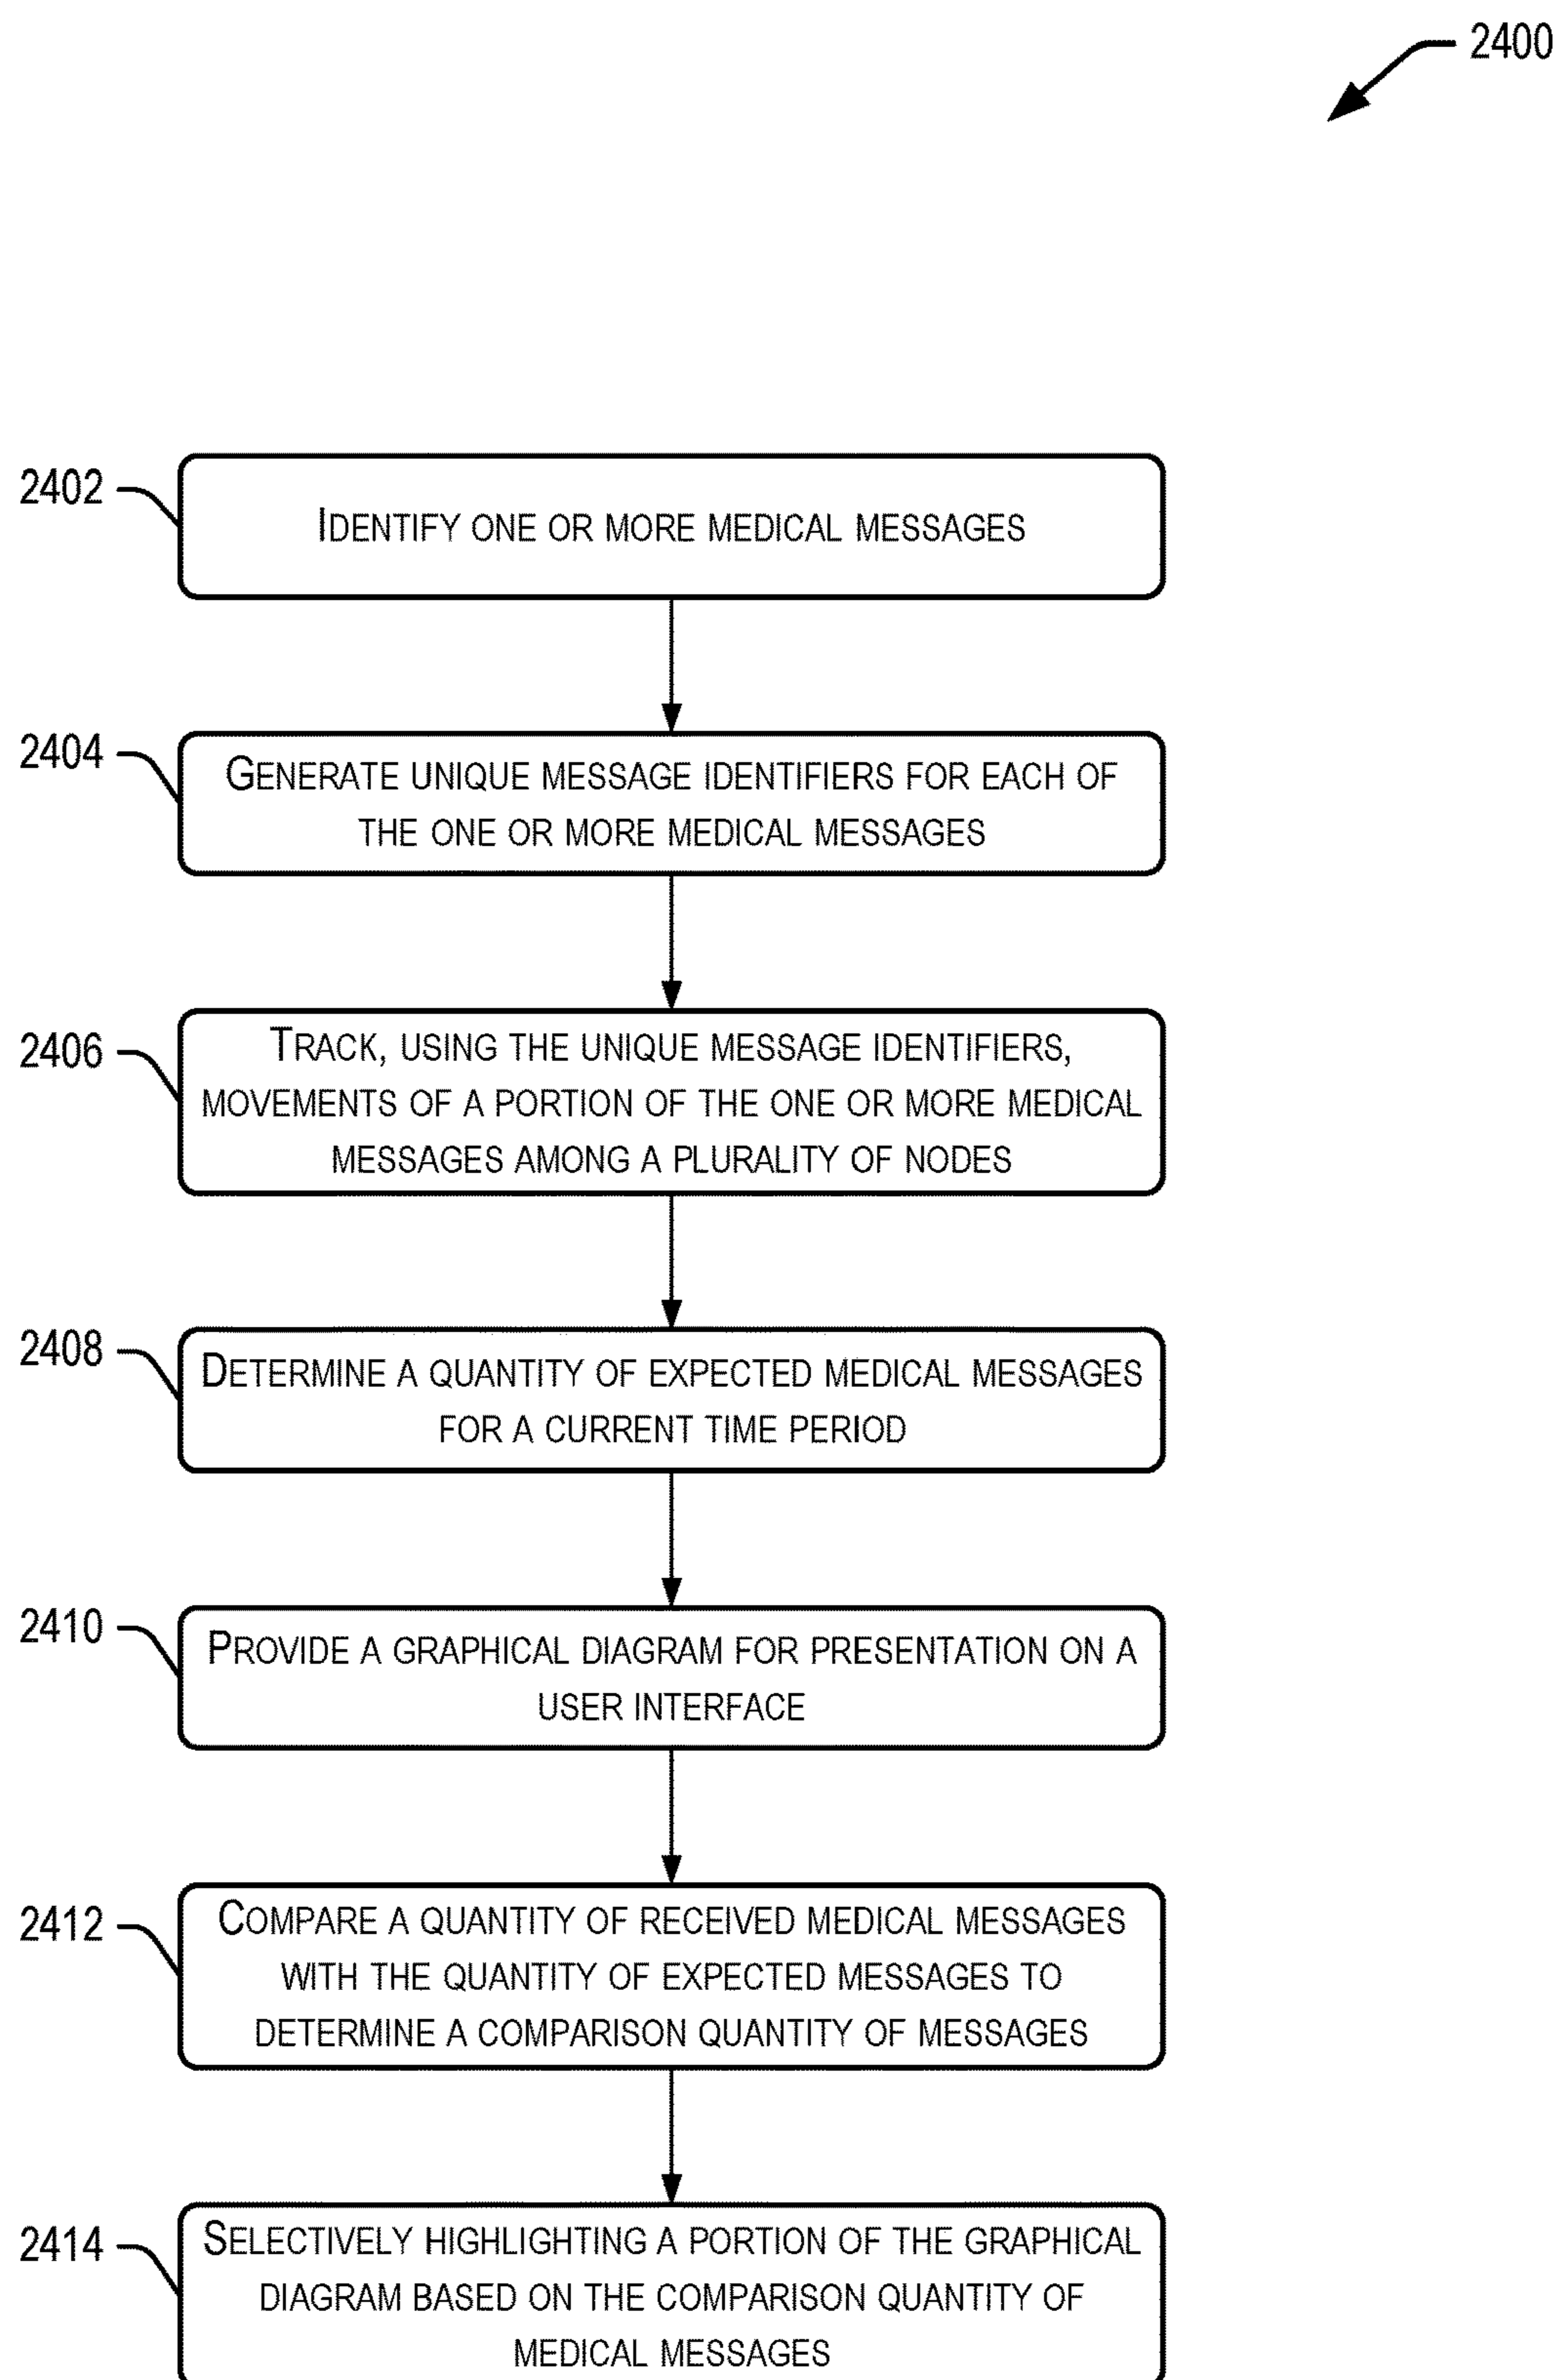 2400
2402
IDENTIFY ONE OR MORE MEDICAL MESSAGES
2404
GENERATE UNIQUE MESSAGE IDENTIFIERS FOR EACH OF
THE ONE OR MORE MEDICAL MESSAGES
2406
TRACK, USING THE UNIQUE MESSAGE IDENTIFIERS,
MOVEMENTS OF A PORTION OF THE ONE OR MORE MEDICAL
MESSAGES AMONG A PLURALITY OF NODES
2408
DETERMINE A QUANTITY OF EXPECTED MEDICAL MESSAGES
FOR A CURRENT TIME PERIOD
2410
PROVIDE A GRAPHICAL DIAGRAM FOR PRESENTATION ON A
USER INTERFACE
2412
COMPARE A QUANTITY OF RECEIVED MEDICAL MESSAGES
WITH THE QUANTITY OF EXPECTED MESSAGES TO
DETERMINE A COMPARISON QUANTITY OF MESSAGES
2414
SELECTIVELY HIGHLIGHTING A PORTION OF THE GRAPHICAL
DIAGRAM BASED ON THE COMPARISON QUANTITY OF
MEDICAL MESSAGES